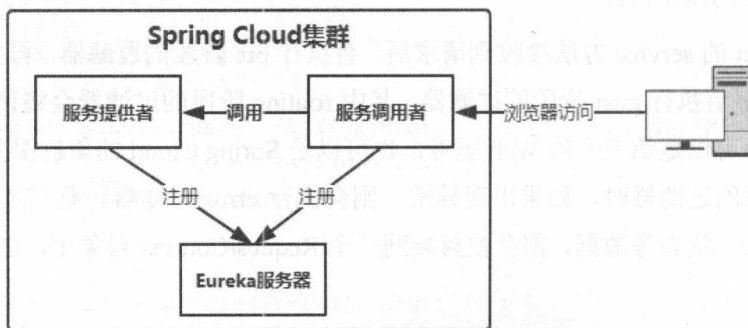 Spring Cloud集群
服务提供者
调用
服务调用者
浏览器访问
注册
注册
Eureka服务器